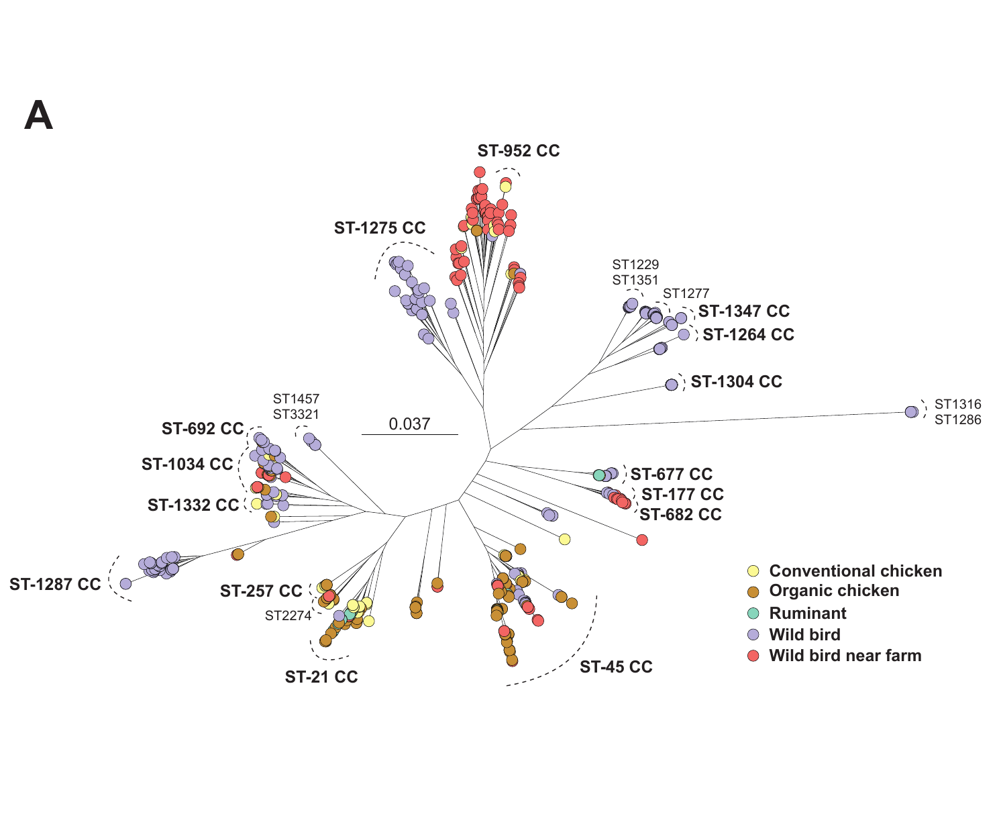 A
ST-952 CC
ST-1275 CC
ST1229
ST1351
ST1277
ST-1347 CC
ST-1264 CC
ST-1304 CC
ST1316
ST1286
ST1457
ST3321
0.037
ST-692 CC
ST-1034 CC
ST-1332 CC
ST-677 CC
ST-177 CC
ST-682 CC
ST-1287 CC
ST-257 CC
ST2274
ST-21 CC
ST-45 CC
Conventional chicken
Organic chicken
Ruminant
Wild bird
Wild bird near farm